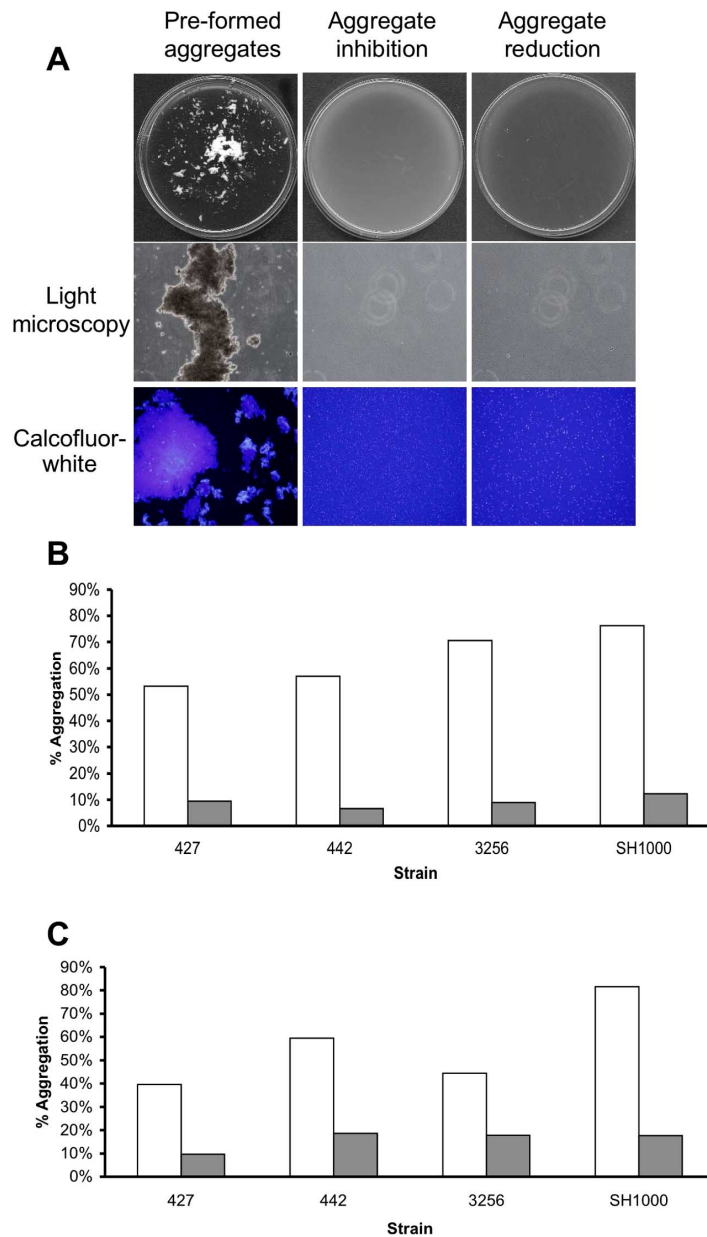 Pre-formed aggregates
Aggregate inhibition
Aggregate reduction
A
Light microscopy
Calcofluor-white
B
90%
80%
70%
60%
50%
40%
30%
20%
10%
0%
% Aggregation
427 442 3256 SH1000
Strain
C
90%
80%
70%
60%
50%
40%
30%
20%
10%
0%
% Aggregation
427 442 3256 SH1000
Strain